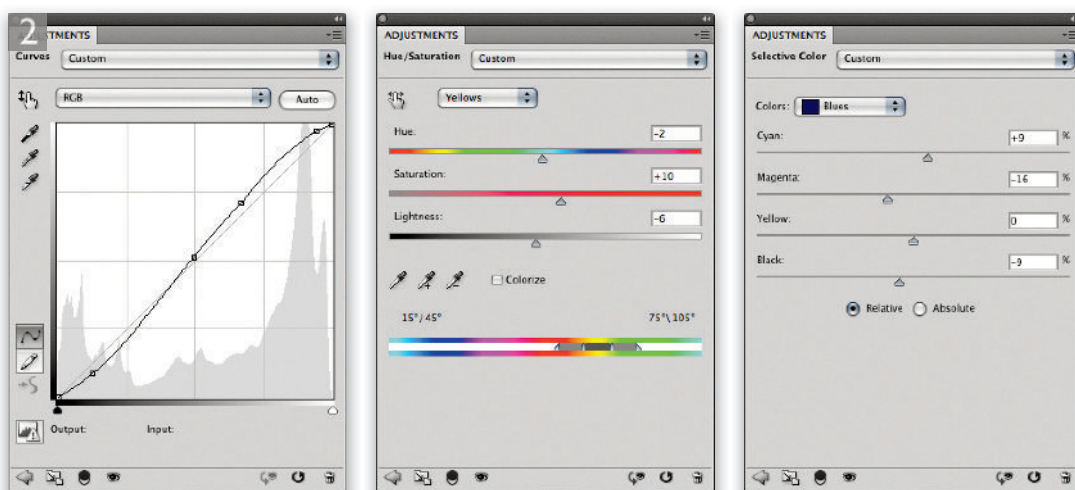 2
ADJUSTMENTS
Curves Custom
RGB Auto
Output: Input:
ADJUSTMENTS
Hue/Saturation Custom
Yellows
Hue: -2
Saturation: +10
Lightness: -6
Colorize
15°/45° 75°\105°
ADJUSTMENTS
Selective Color Custom
Colors: Blues
Cyan: +9 %
Magenta: -16 %
Yellow: 0 %
Black: -9 %
Relative Absolute